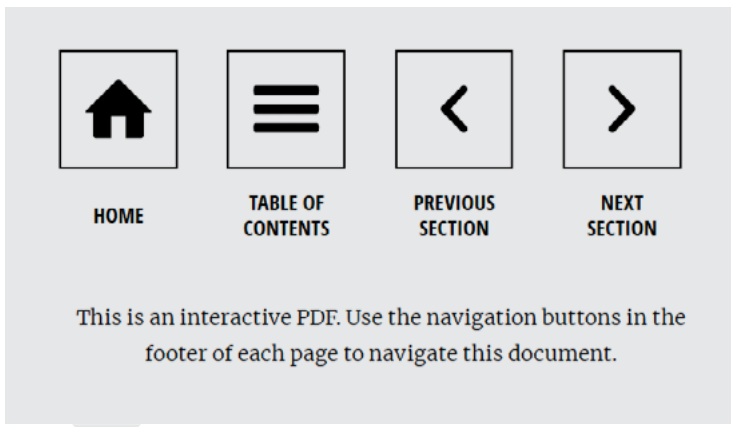 HOME
TABLE OF
CONTENTS
PREVIOUS
SECTION
NEXT
SECTION
This is an interactive PDF. Use the navigation buttons in the
footer of each page to navigate this document.